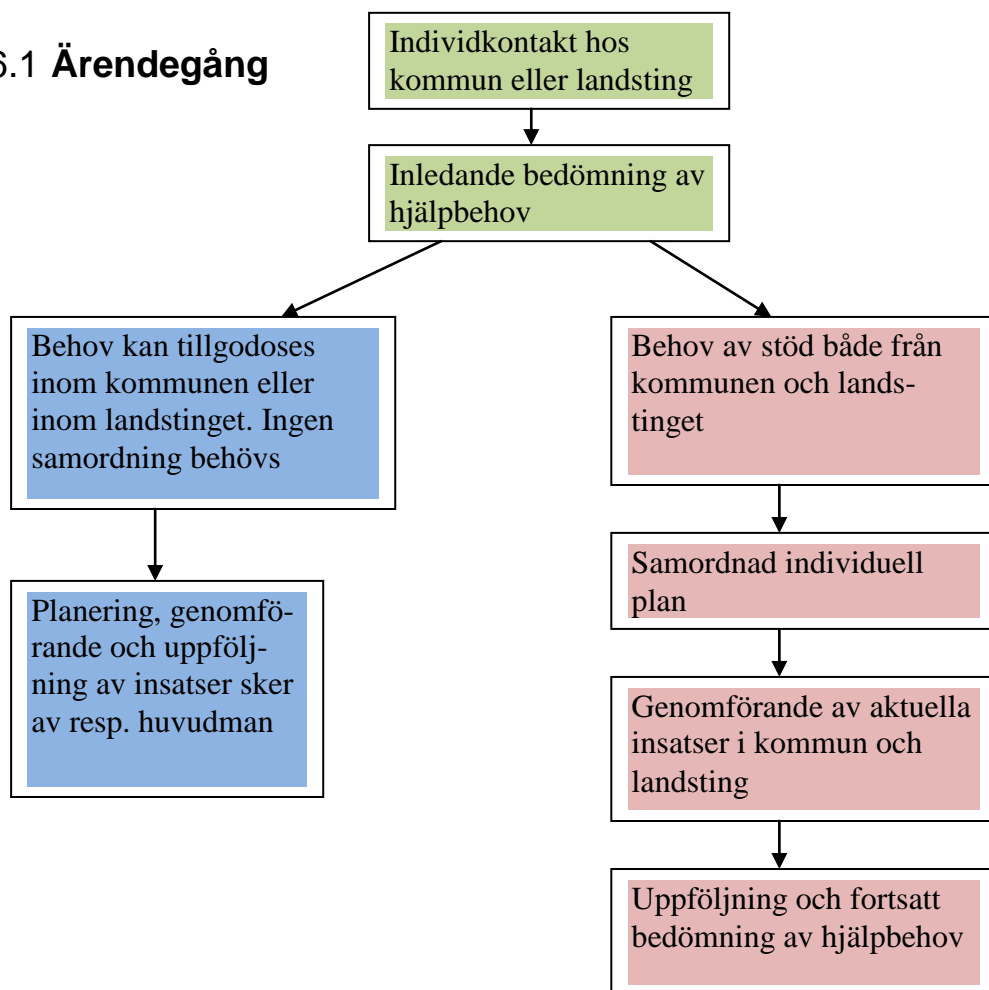 6.1 Ärendegång
Individkontakt hos
kommun eller landsting
Inledande bedömning av
hjälpbehov
Behov kan tillgodoses
inom kommunen eller
inom landstinget. Ingen
samordning behövs
Planering, genomfö-
rande och uppfölj-
ning av insatser sker
av resp. huvudman
Behov av stöd både från
kommunen och lands-
tinget
Samordnad individuell
plan
Genomförande av aktuella
insatser i kommun och
landsting
Uppföljning och fortsatt
bedömning av hjälpbehov